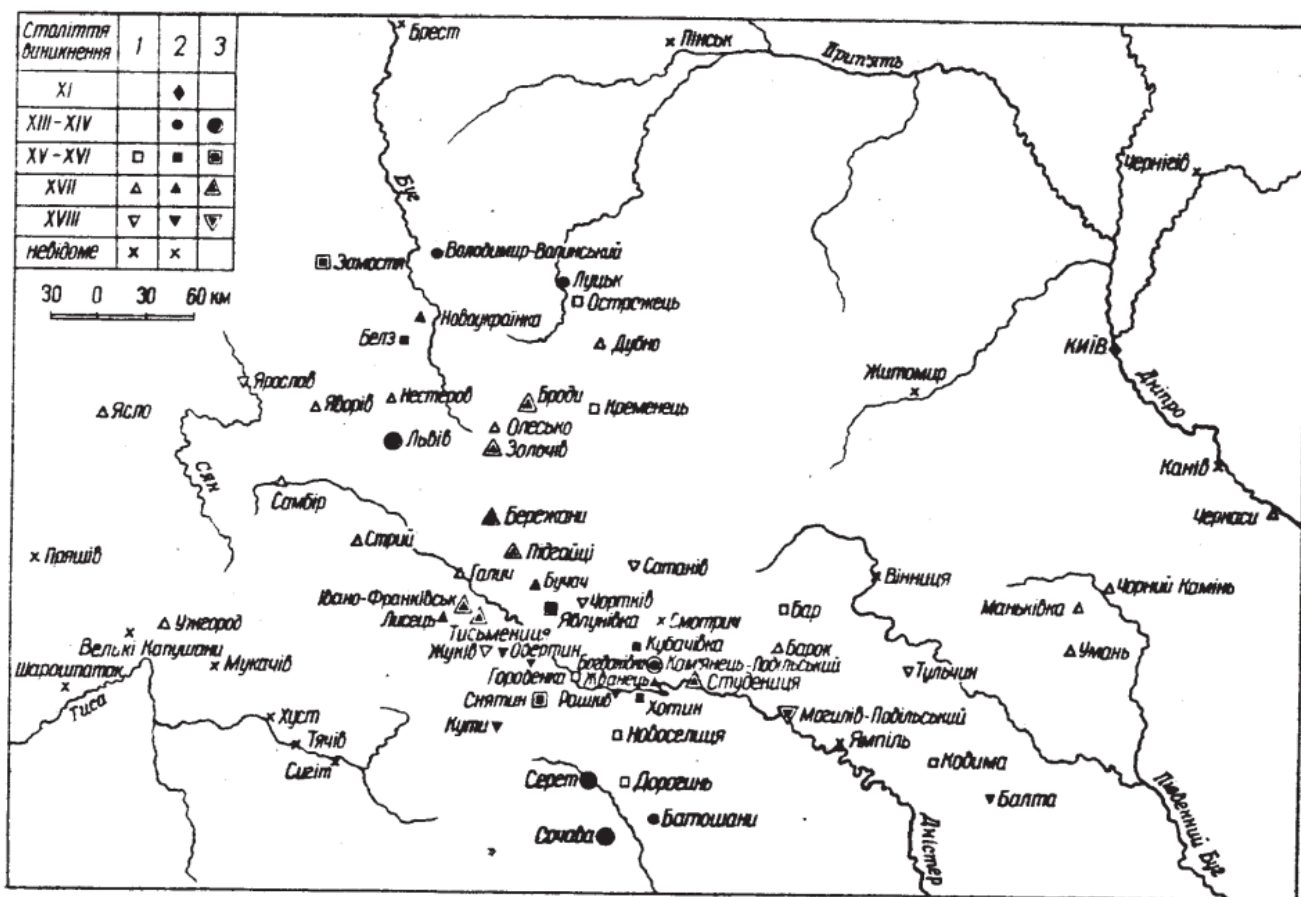 Століття виникнення 1 2 3
XI
XIII-XIV
XV-XVI
XVII
XVIII
невідоме
30 0 30 60 км
Брест
Пінськ
Прип'ять
Чернігів
Буг
Володимир-Волинський
Замостя
Луцьк
Остржець
Новоукраїнка
Белз
Дубно
КИЇВ
Житомир
Дніпро
Ярослав
Нестеров
Броди
Ясло
Яворів
Кременець
Олесько
Львів
Золочів
Канів
Сян
Самбір
Черкаси
Бережани
Стрий
Підгайці
Пряшів
Сатанів
Галич
Бучач
Вінниця
Чорний Камінь
Івано-Франківськ
Чортків
Бар
Маньківка
Лисець
Яблунівка
Смотрич
Ужгород
Тисьмениця
Велькі Капушани
Кубачівка
Барок
Умань
Жуків
Обертин
Мукачів
Богданівка
Кам'янець-Подільський
Шарошпаток
Городенка
Жванець
Студениця
Тульчин
Тиса
Снятин
Рашків
Хотин
Хуст
Кути
Могилів-Подільський
Тячів
Новоселиця
Ямпіль
Сигіт
Кодима
Серет
Дорогинь
Балта
Південний Буг
Батошани
Сочава
Дністер